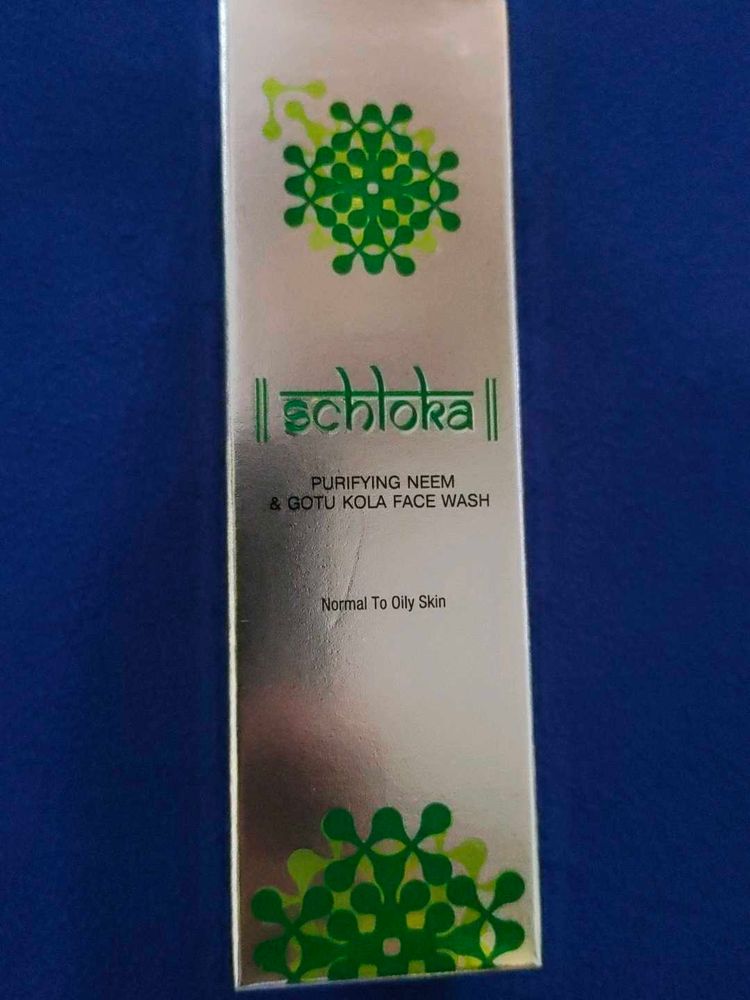 || schloka ||
PURIFYING NEEM
& GOTU KOLA FACE WASH
Normal To Oily Skin